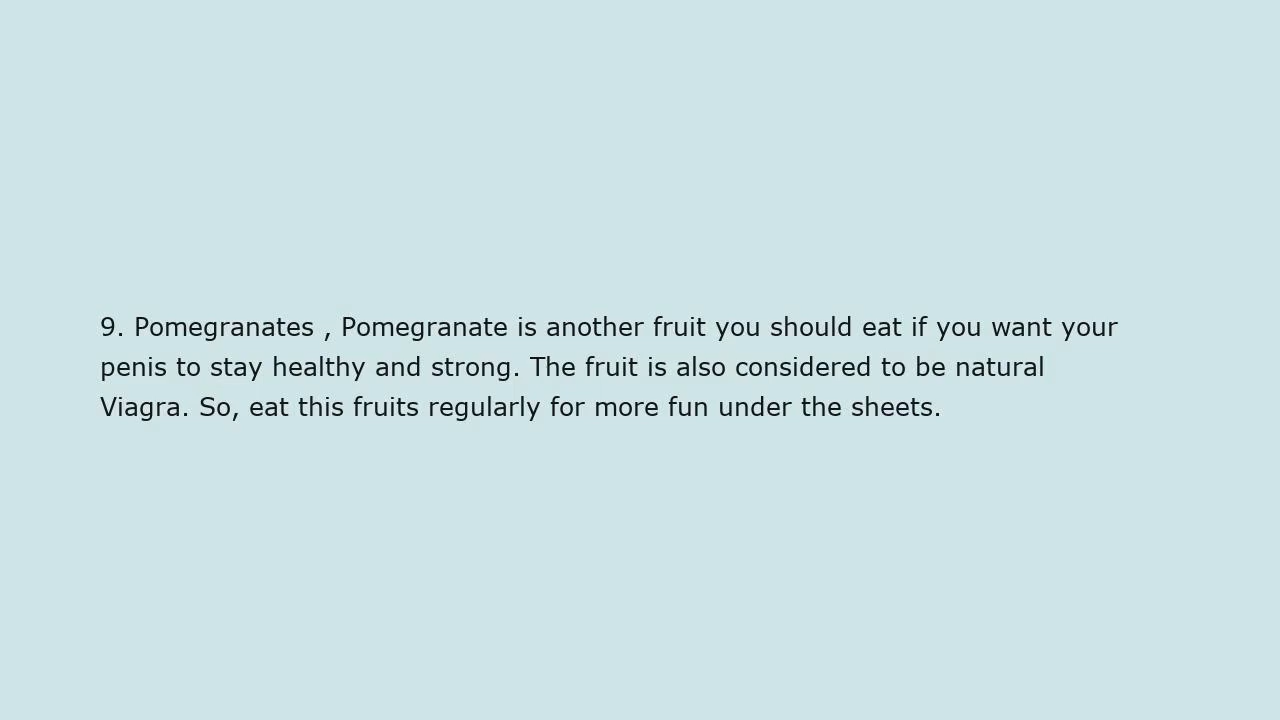 9. Pomegranates , Pomegranate is another fruit you should eat if you want your
penis to stay healthy and strong. The fruit is also considered to be natural
Viagra. So, eat this fruits regularly for more fun under the sheets.